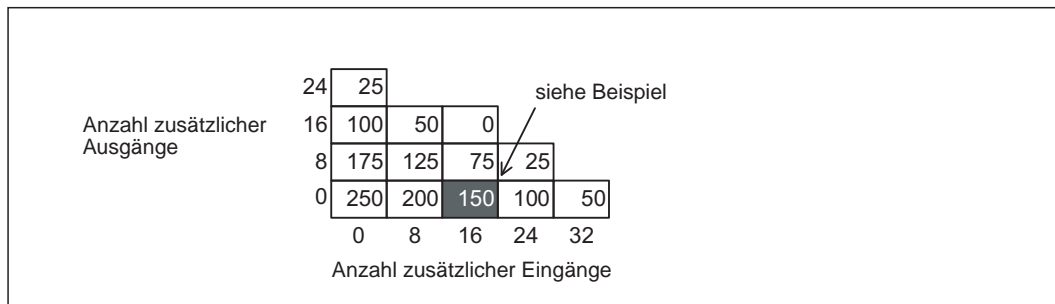 24 25
siehe Beispiel
Anzahl zusätzlicher
Ausgänge
16 100 50 0
8 175 125 75 25
0 250 200 150 100 50
0 8 16 24 32
Anzahl zusätzlicher Eingänge